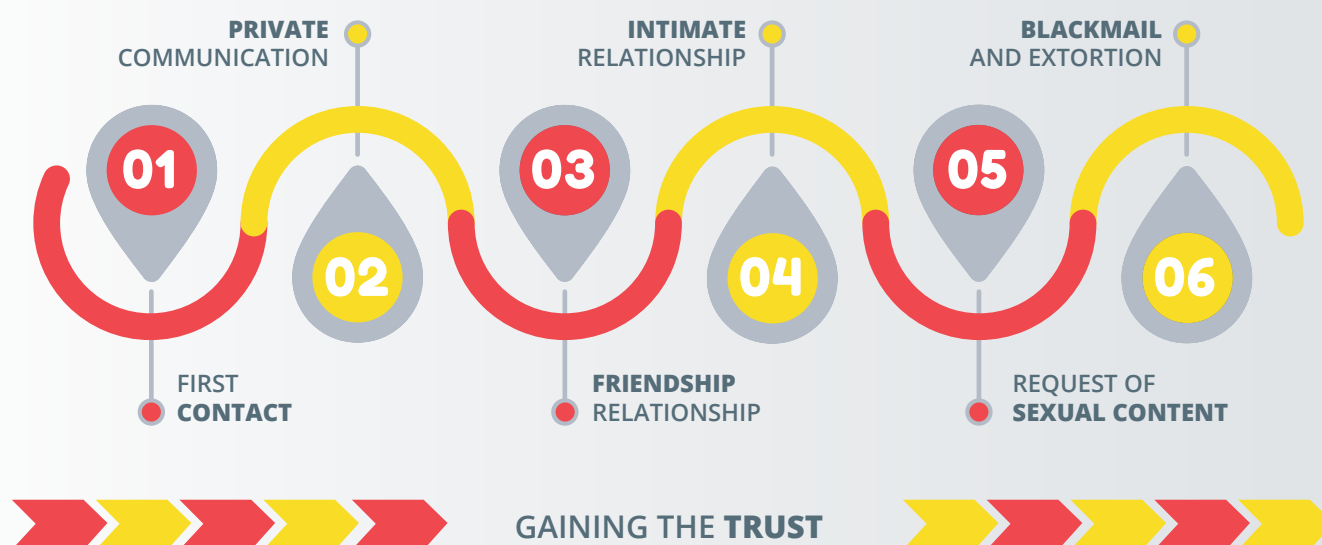 PRIVATE
COMMUNICATION
INTIMATE
RELATIONSHIP
BLACKMAIL
AND EXTORTION
01
02
03
04
05
06
FIRST
CONTACT
FRIENDSHIP
RELATIONSHIP
REQUEST OF
SEXUAL CONTENT
GAINING THE TRUST